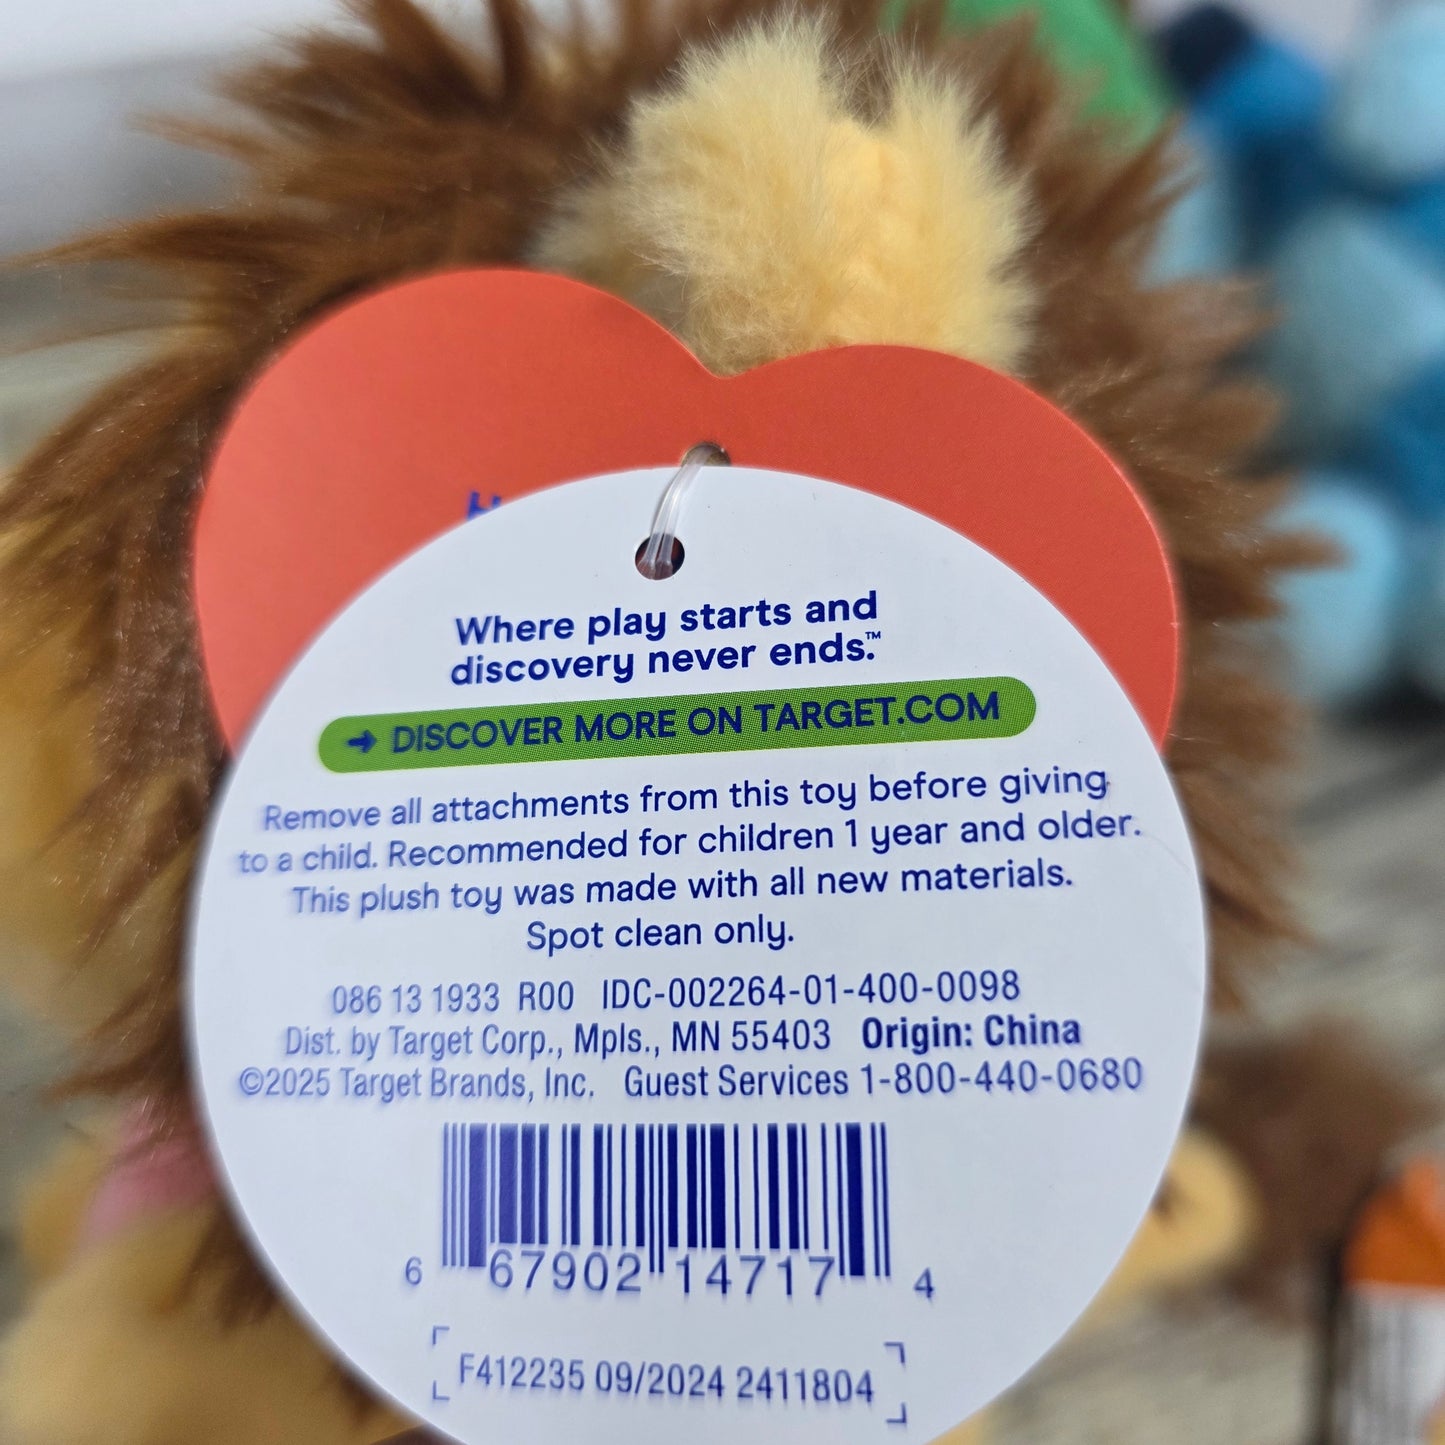 Where play starts and
discovery never ends.™
➔ DISCOVER MORE ON TARGET.COM
Remove all attachments from this toy before giving
to a child. Recommended for children 1 year and older.
This plush toy was made with all new materials.
Spot clean only.
086 13 1933 R00 IDC-002264-01-400-0098
Dist. by Target Corp., Mpls., MN 55403 Origin: China
©2025 Target Brands, Inc. Guest Services 1-800-440-0680
6 67902 14717 4
F412235 09/2024 2411804